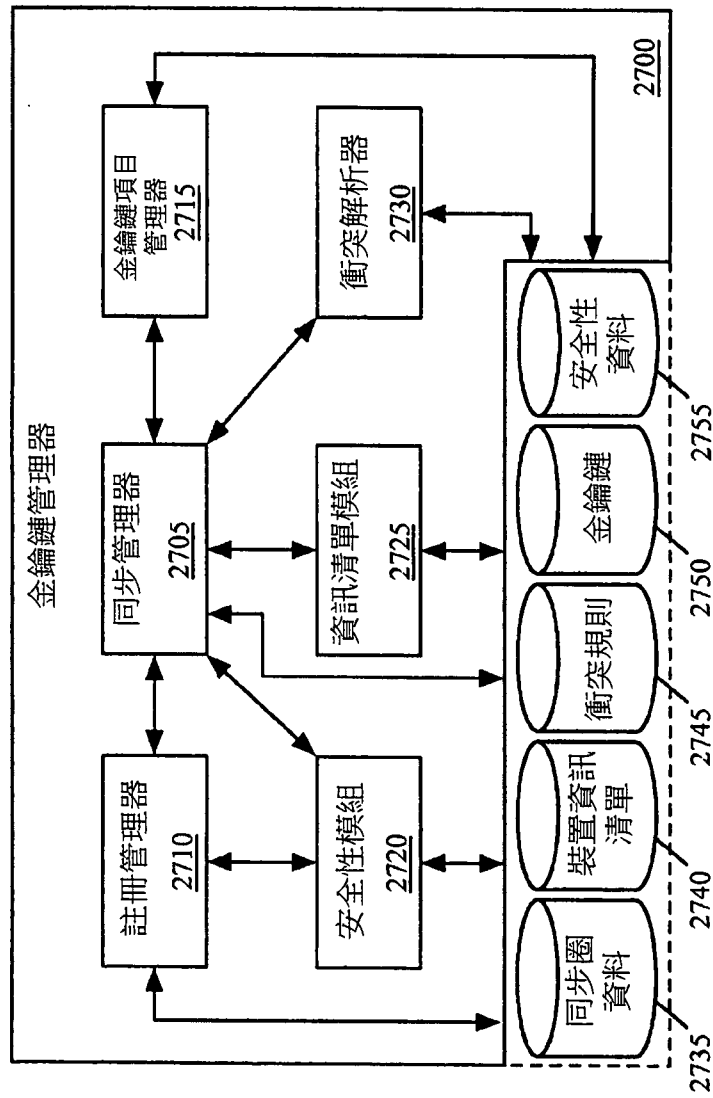 金鑰鏈管理器
註冊管理器
2710
同步管理器
2705
金鑰鏈項目
管理器
2715
安全性模組
2720
資訊清單模組
2725
衝突解析器
2730
同步圈
資料
裝置資訊
清單
衝突規則
金鑰鏈
安全性
資料
2700
2735
2740
2745
2750
2755